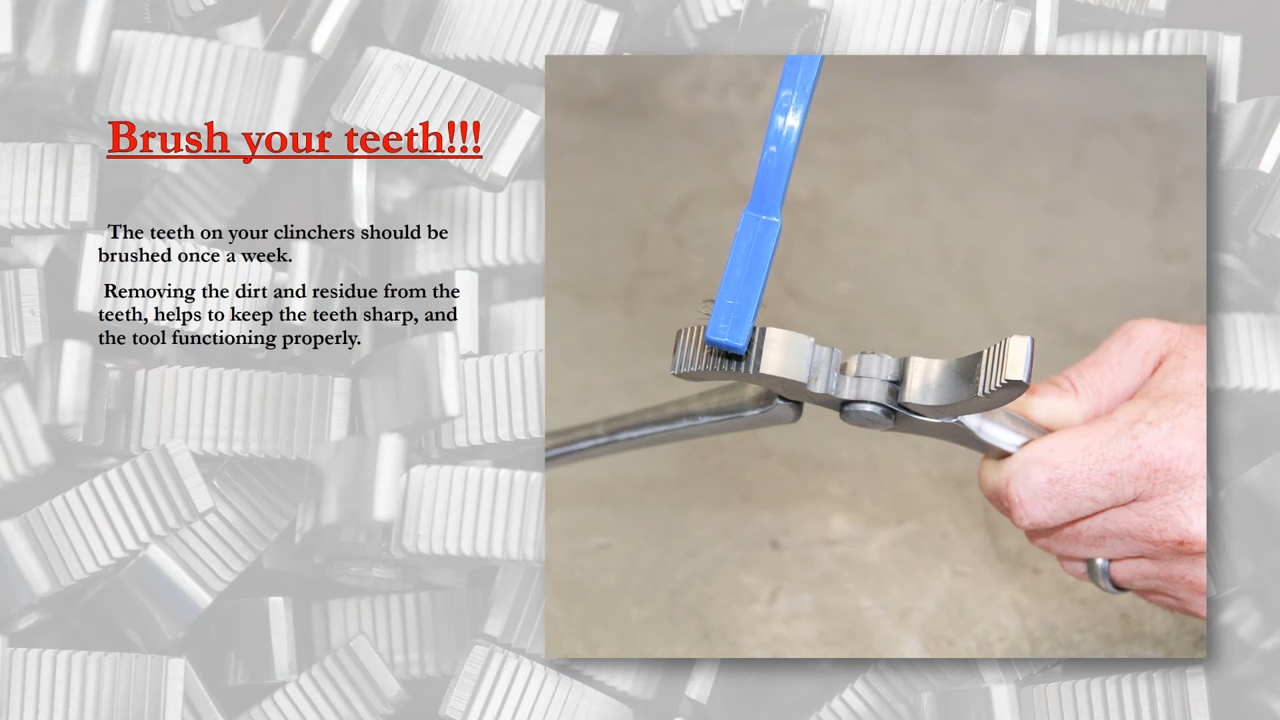 Brush your teeth!!!
The teeth on your clinchers should be
brushed once a week.
Removing the dirt and residue from the
teeth, helps to keep the teeth sharp, and
the tool functioning properly.